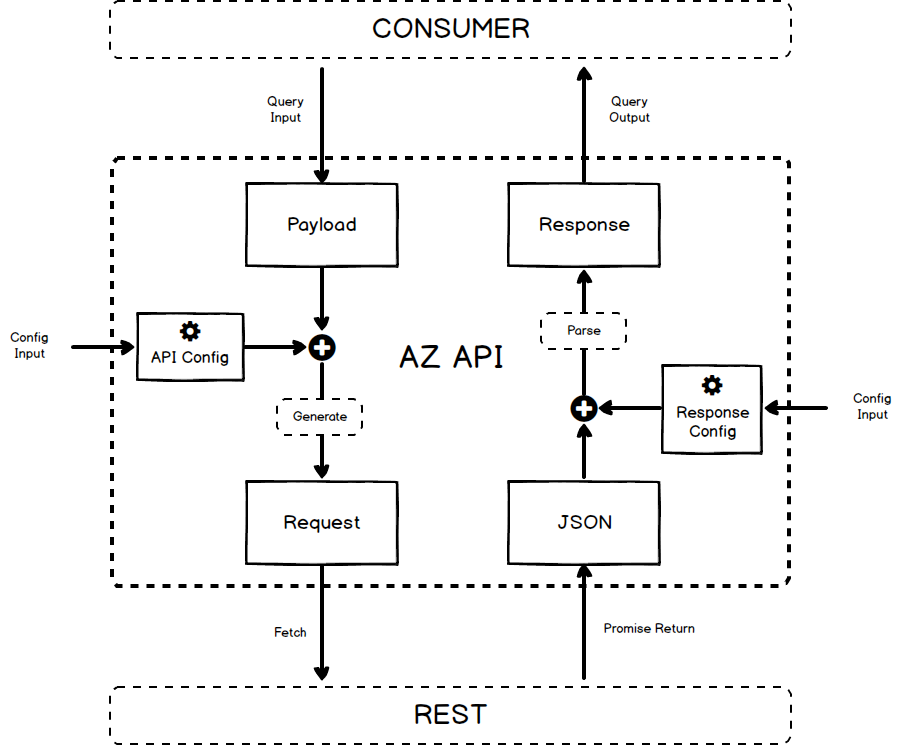 CONSUMER
Query
Input
Query
Output
Payload
Response
Config
Input
API Config
AZ API
Parse
Generate
Response
Config
Config
Input
Request
JSON
Fetch
Promise Return
REST